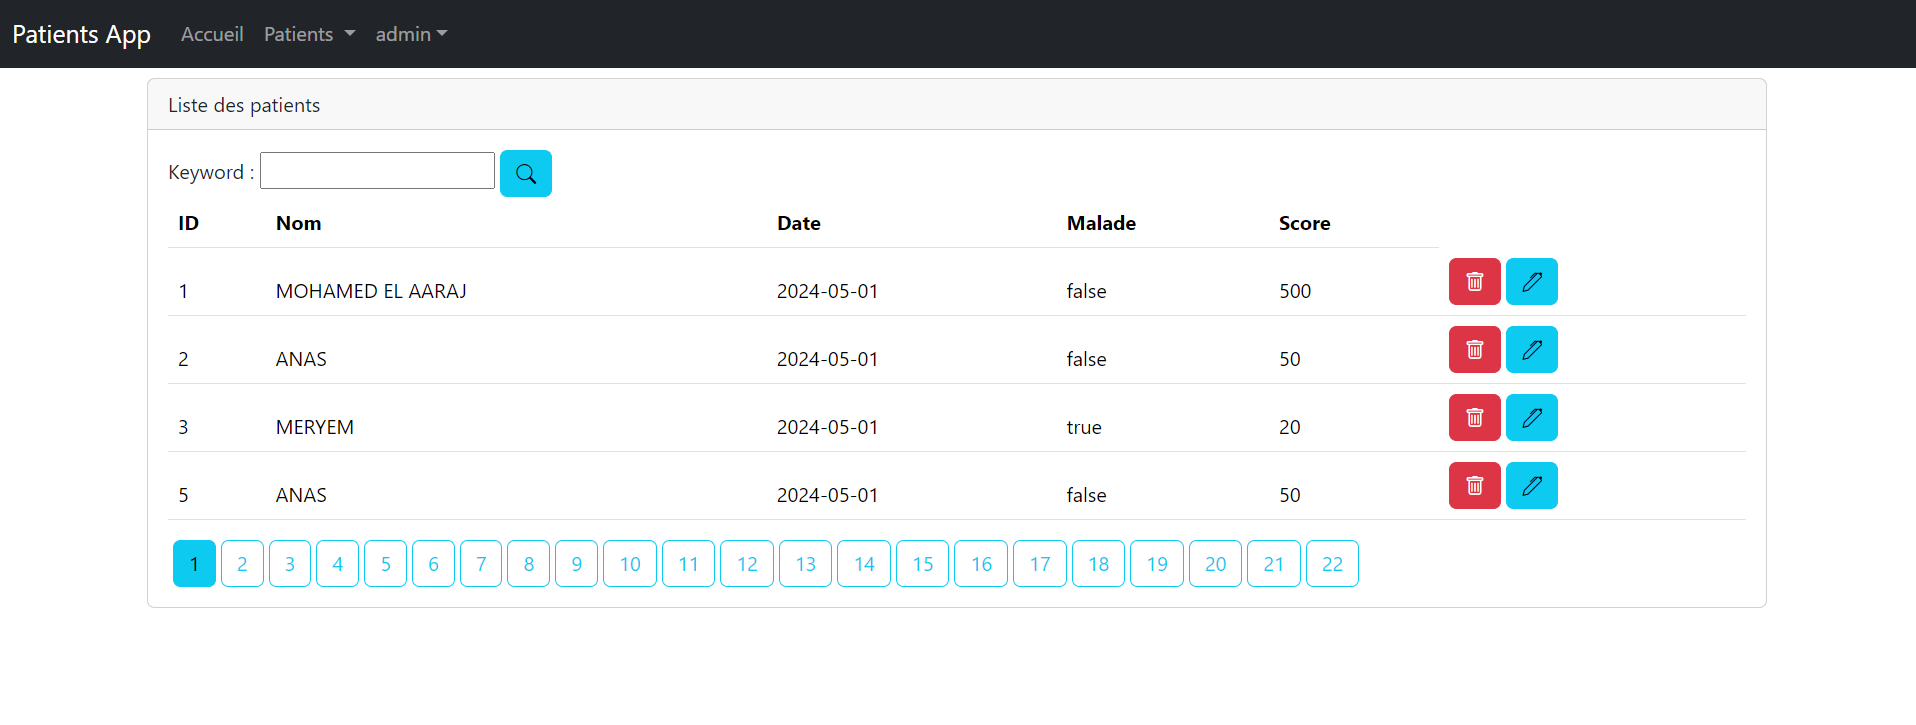 Patients App Accueil Patients admin
Liste des patients
Keyword :
ID Nom Date Malade Score
1 MOHAMED EL AARAJ 2024-05-01 false 500
2 ANAS 2024-05-01 false 50
3 MERYEM 2024-05-01 true 20
5 ANAS 2024-05-01 false 50
1 2 3 4 5 6 7 8 9 10 11 12 13 14 15 16 17 18 19 20 21 22